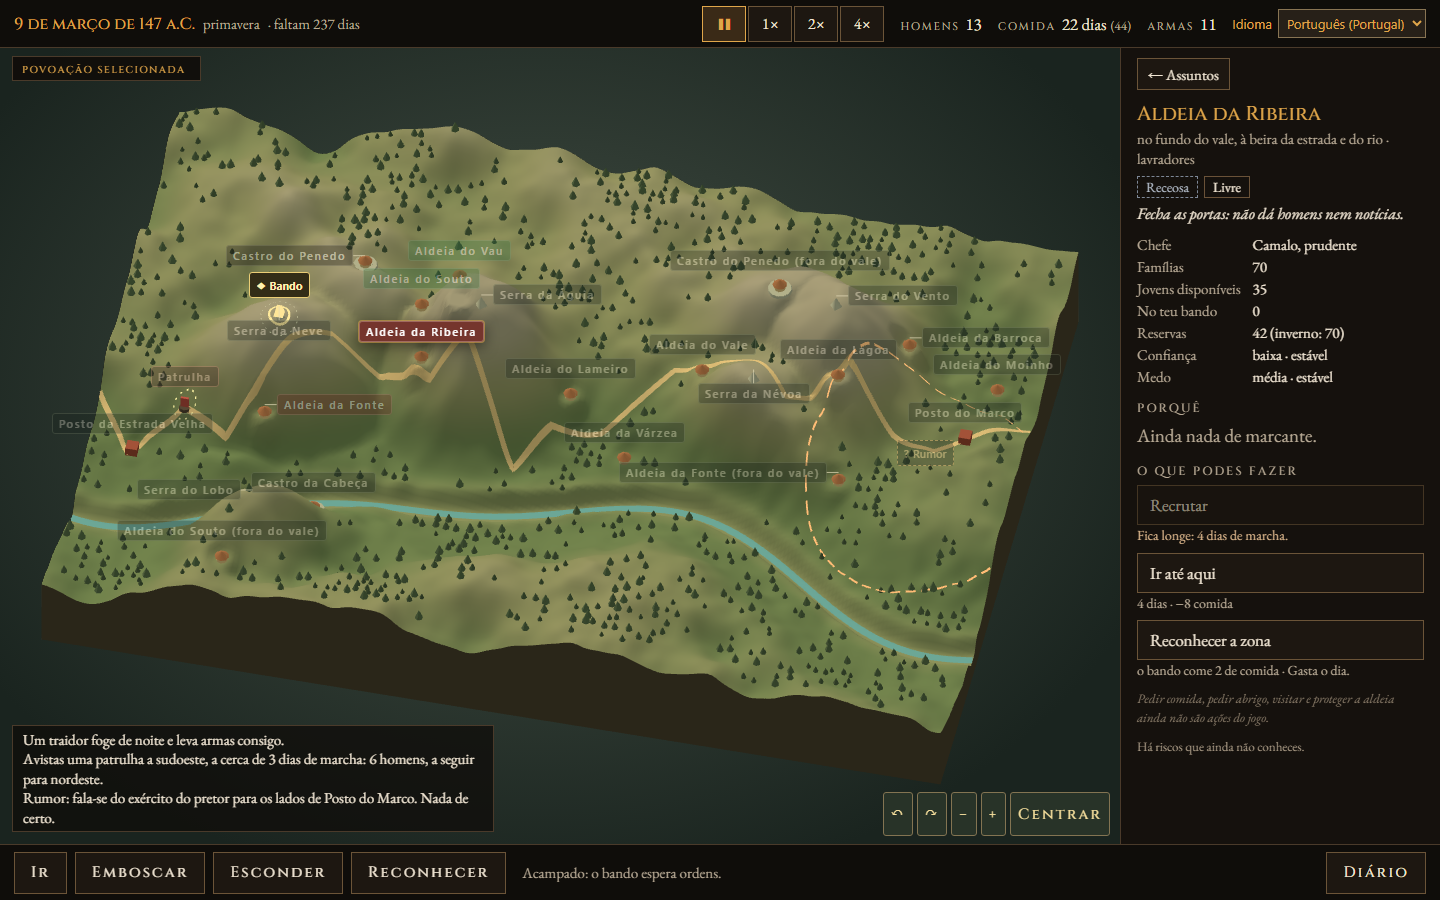 9 DE MARÇO DE 147 A.C. primavera · faltam 237 dias
1× 2× 4× HOMENS 13 COMIDA 22 dias (44) ARMAS 11 Idioma Português (Portugal)
POVOAÇÃO SELECIONADA
Castro do Penedo
Aldeia do Vau
Castro do Penedo (fora do vale)
Aldeia do Souto
◆ Bando
Serra da Águia
Serra do Vento
Serra da Neve
Aldeia da Ribeira
Aldeia da Barroca
Aldeia do Vale
Aldeia da Lagoa
Aldeia do Moinho
Aldeia do Lameiro
Patrulha
Serra da Névoa
Aldeia da Fonte
Posto do Marco
Posto da Estrada Velha
Aldeia da Várzea
? Rumor
Aldeia da Fonte (fora do vale)
Castro da Cabeça
Serra do Lobo
Aldeia do Souto (fora do vale)
Um traidor foge de noite e leva armas consigo.
Avistas uma patrulha a sudoeste, a cerca de 3 dias de marcha: 6 homens, a seguir
para nordeste.
Rumor: fala-se do exército do pretor para os lados de Posto do Marco. Nada de
certo.
↶ ↷ − + CENTRAR
← Assuntos
ALDEIA DA RIBEIRA
no fundo do vale, à beira da estrada e do rio ·
lavradores
Receosa Livre
Fecha as portas: não dá homens nem notícias.
Chefe Camalo, prudente
Famílias 70
Jovens disponíveis 35
No teu bando 0
Reservas 42 (inverno: 70)
Confiança baixa · estável
Medo média · estável
PORQUÊ
Ainda nada de marcante.
O QUE PODES FAZER
Recrutar
Fica longe: 4 dias de marcha.
Ir até aqui
4 dias · −8 comida
Reconhecer a zona
o bando come 2 de comida · Gasta o dia.
Pedir comida, pedir abrigo, visitar e proteger a aldeia
ainda não são ações do jogo.
Há riscos que ainda não conheces.
IR EMBOSCAR ESCONDER RECONHECER Acampado: o bando espera ordens. DIÁRIO